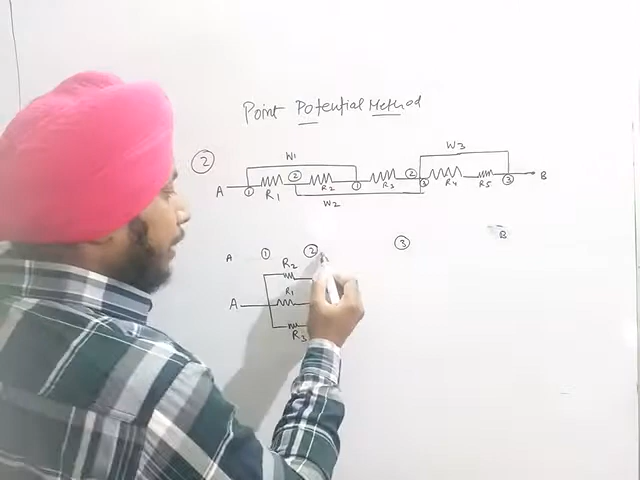 Point Potential Method
②
W1 W3
A ① R1 ② R2 ① R3 ② ③ R4 R5 ③ B
W2
A ① ② ③ B
R2
R1
A
R3